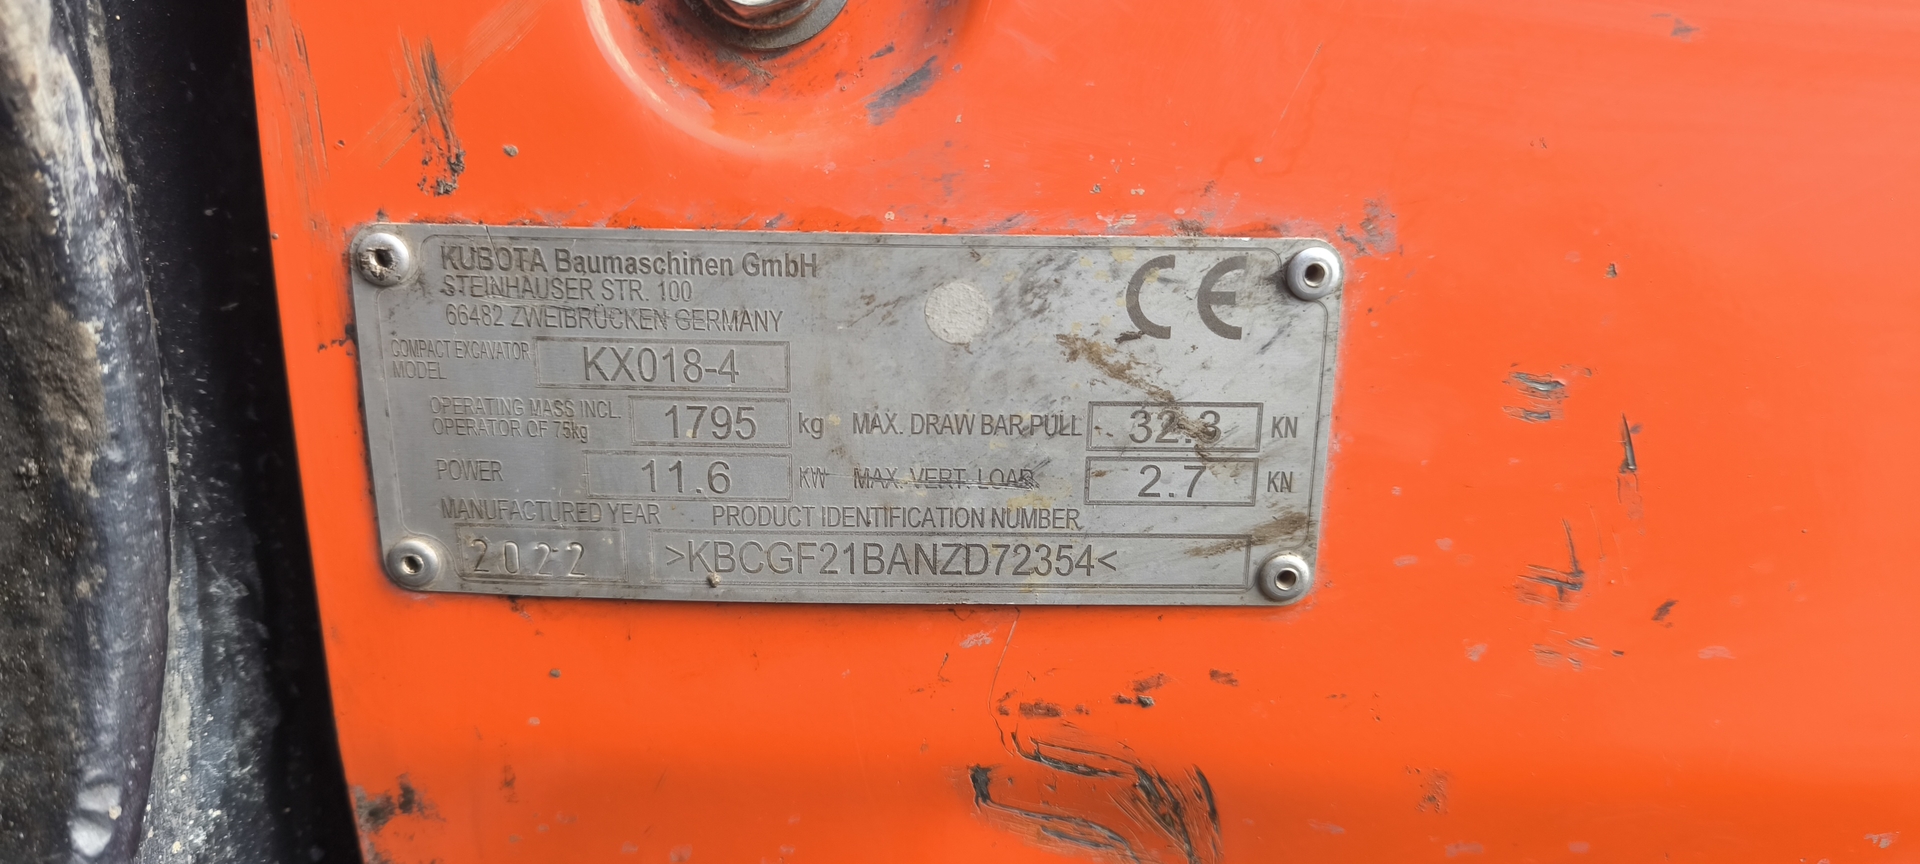 KUBOTA Baumaschinen GmbH
STEINHAUSER STR. 100
66482 ZWEIBRÜCKEN GERMANY
CE
COMPACT EXCAVATOR
MODEL
KX018-4
OPERATING MASS INCL.
OPERATOR OF 75kg
1795 kg
MAX. DRAW BAR PULL 32.3 KN
POWER 11.6 KW
MAX. VERT. LOAD 2.7 KN
MANUFACTURED YEAR
2022
PRODUCT IDENTIFICATION NUMBER
>KBCGF21BANZD72354<